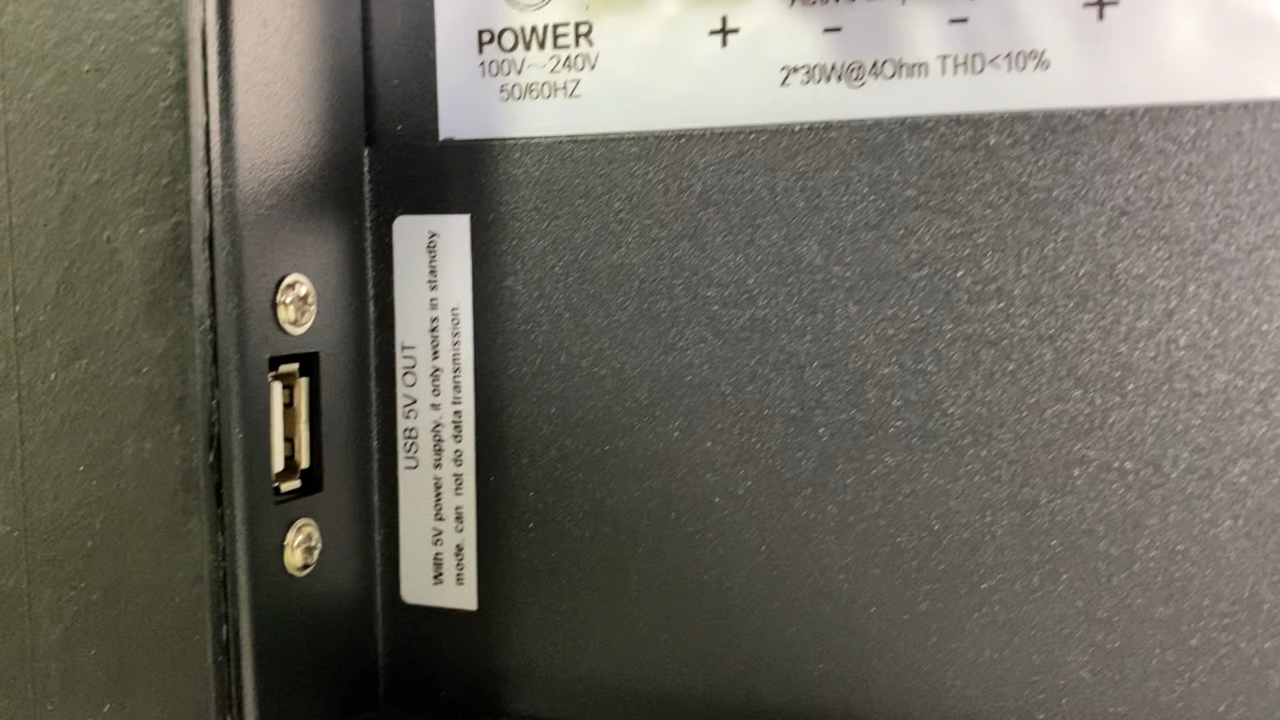 POWER
100V~240V
50/60HZ
+
-
-
+
2*30W@4Ohm THD<10%
USB 5V OUT
With 5V power supply, it only works in standby
mode, can not do data transmission.